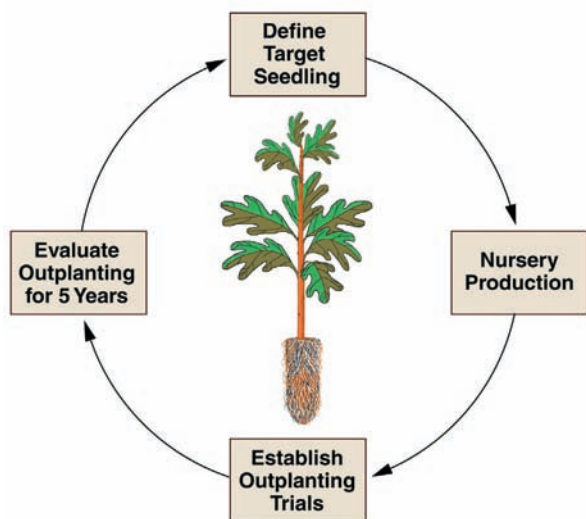 Define
Target
Seedling
Nursery
Production
Establish
Outplanting
Trials
Evaluate
Outplanting
for 5 Years